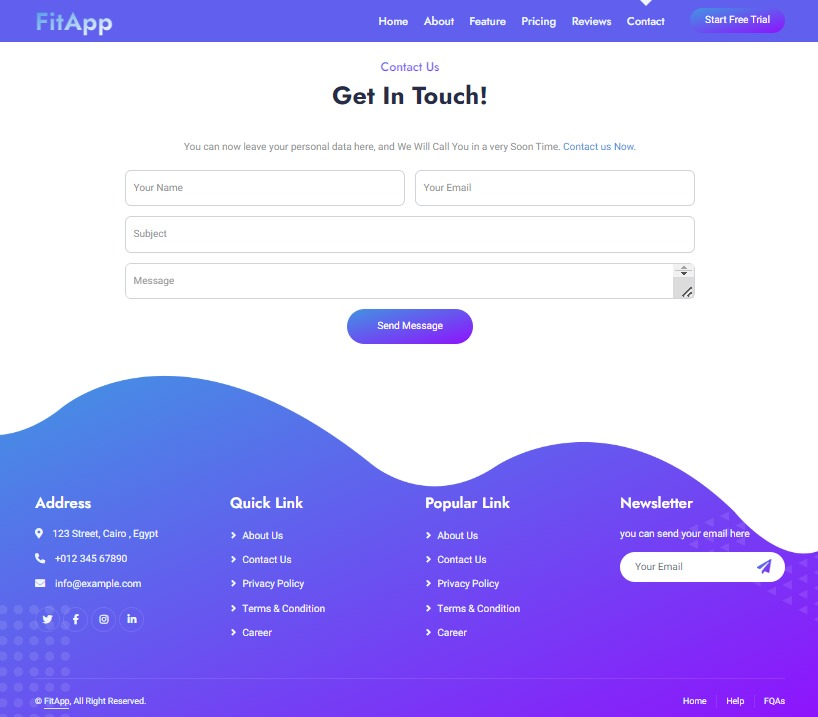 FitApp
Home About Feature Pricing Reviews Contact Start Free Trial
Contact Us
Get In Touch!
You can now leave your personal data here, and We Will Call You in a very Soon Time. Contact us Now.
Your Name
Your Email
Subject
Message
Send Message
Address
123 Street, Cairo , Egypt
+012 345 67890
info@example.com
Quick Link
About Us
Contact Us
Privacy Policy
Terms & Condition
Career
Popular Link
About Us
Contact Us
Privacy Policy
Terms & Condition
Career
Newsletter
you can send your email here
Your Email
© FitApp, All Right Reserved.
Home Help FQAs